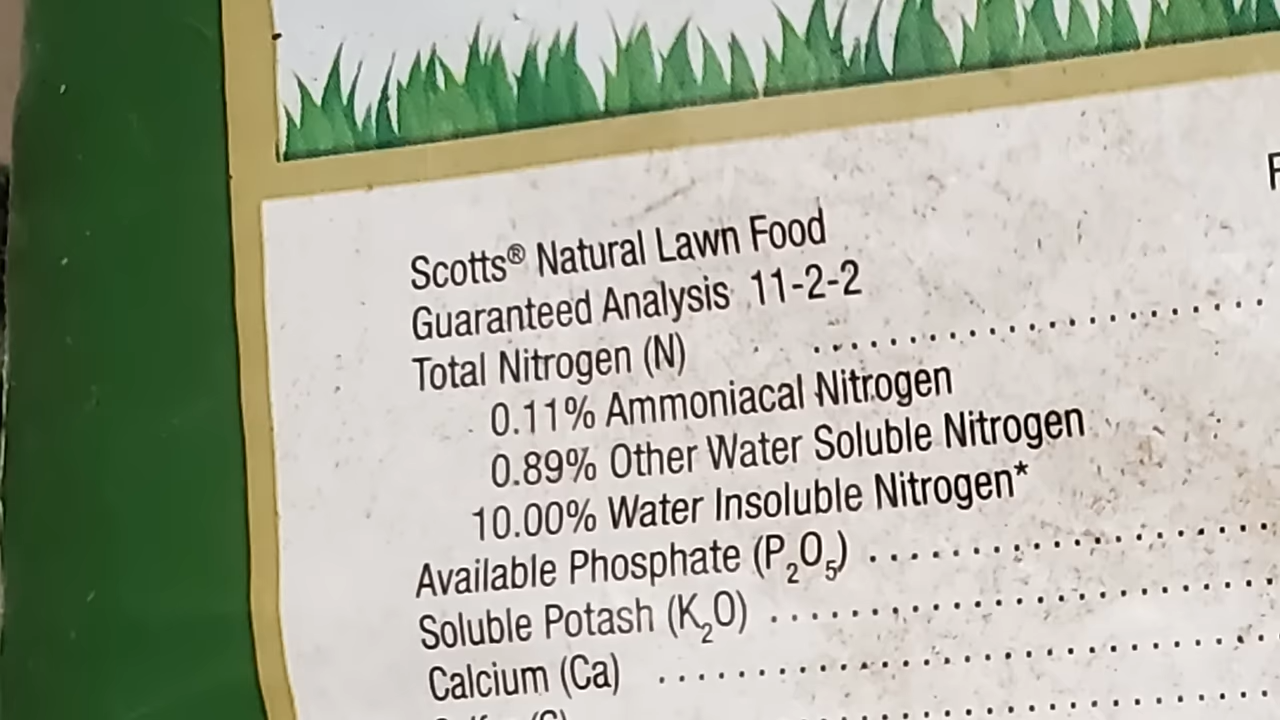 Scotts® Natural Lawn Food
Guaranteed Analysis 11-2-2
Total Nitrogen (N) ....................
0.11% Ammoniacal Nitrogen
0.89% Other Water Soluble Nitrogen
10.00% Water Insoluble Nitrogen*
Available Phosphate (P₂O₅) .................
Soluble Potash (K₂O) .....................
Calcium (Ca) .........................